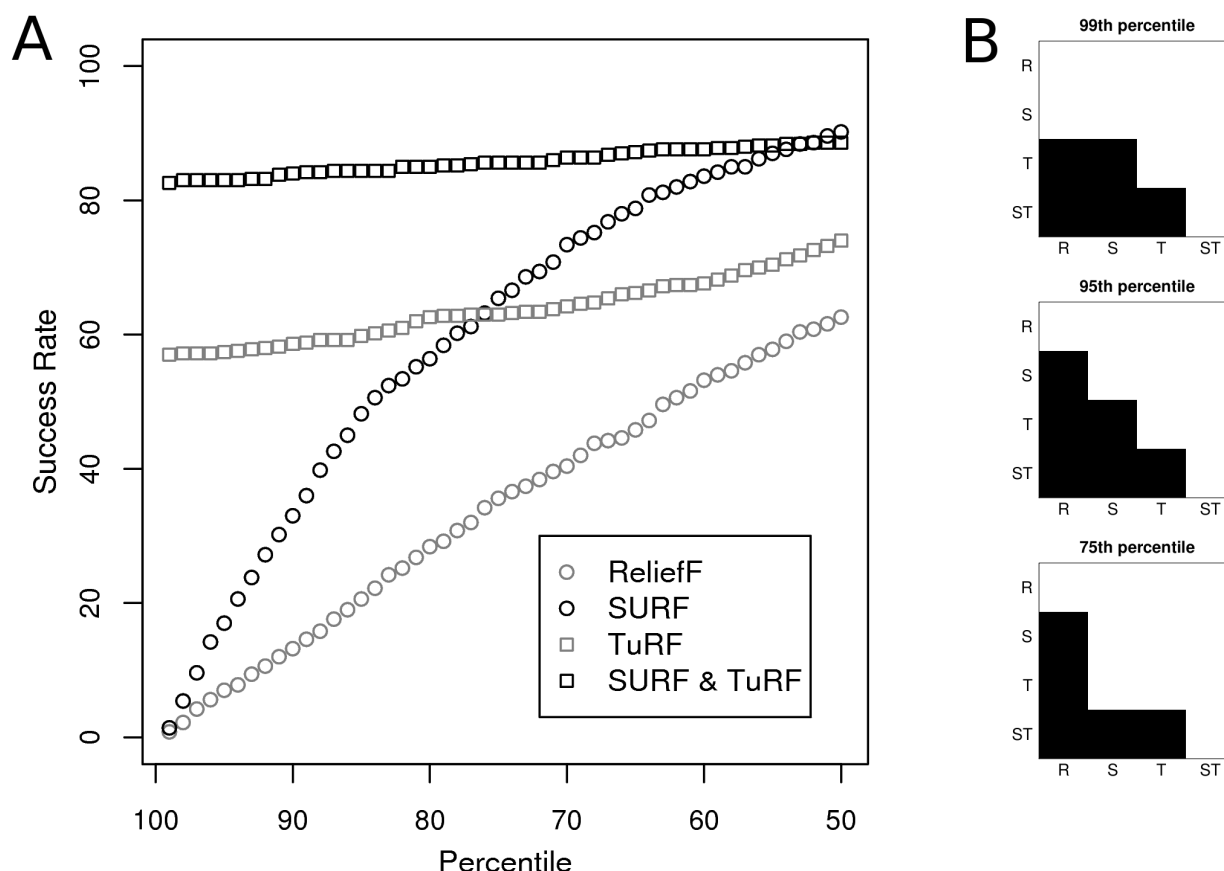 A
100
80
60
40
20
0
Success Rate
100 90 80 70 60 50
Percentile
ReliefF
SURF
TuRF
SURF & TuRF
B
99th percentile
R
S
T
ST
R S T ST
95th percentile
R
S
T
ST
R S T ST
75th percentile
R
S
T
ST
R S T ST